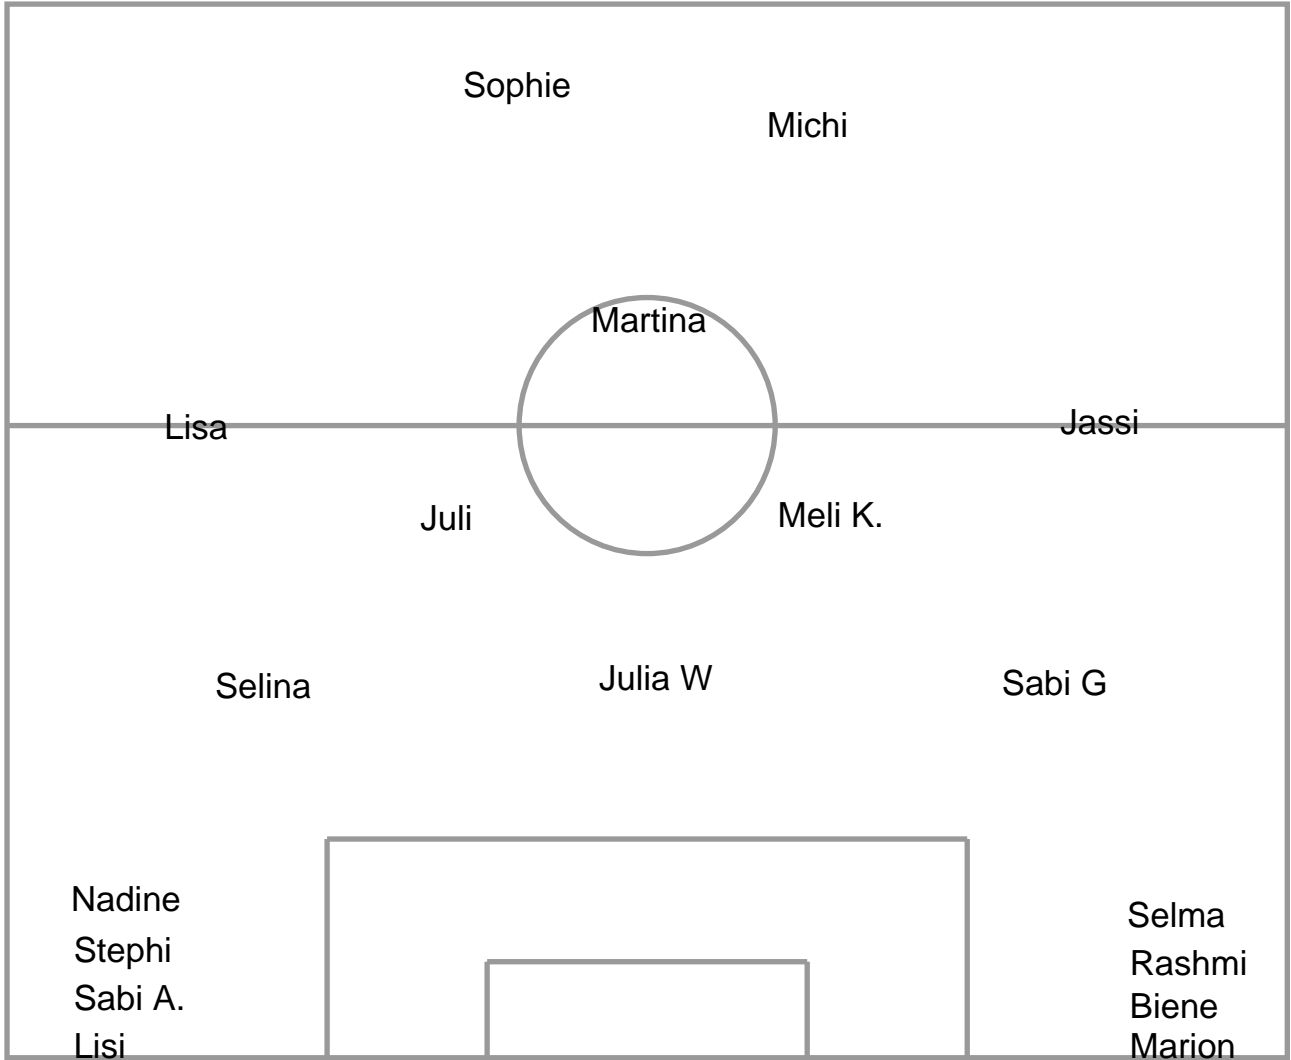 Sophie
Michi
Martina
Lisa
Jassi
Juli
Meli K.
Selina
Julia W
Sabi G
Nadine
Stephi
Sabi A.
Lisi
Selma
Rashmi
Biene
Marion